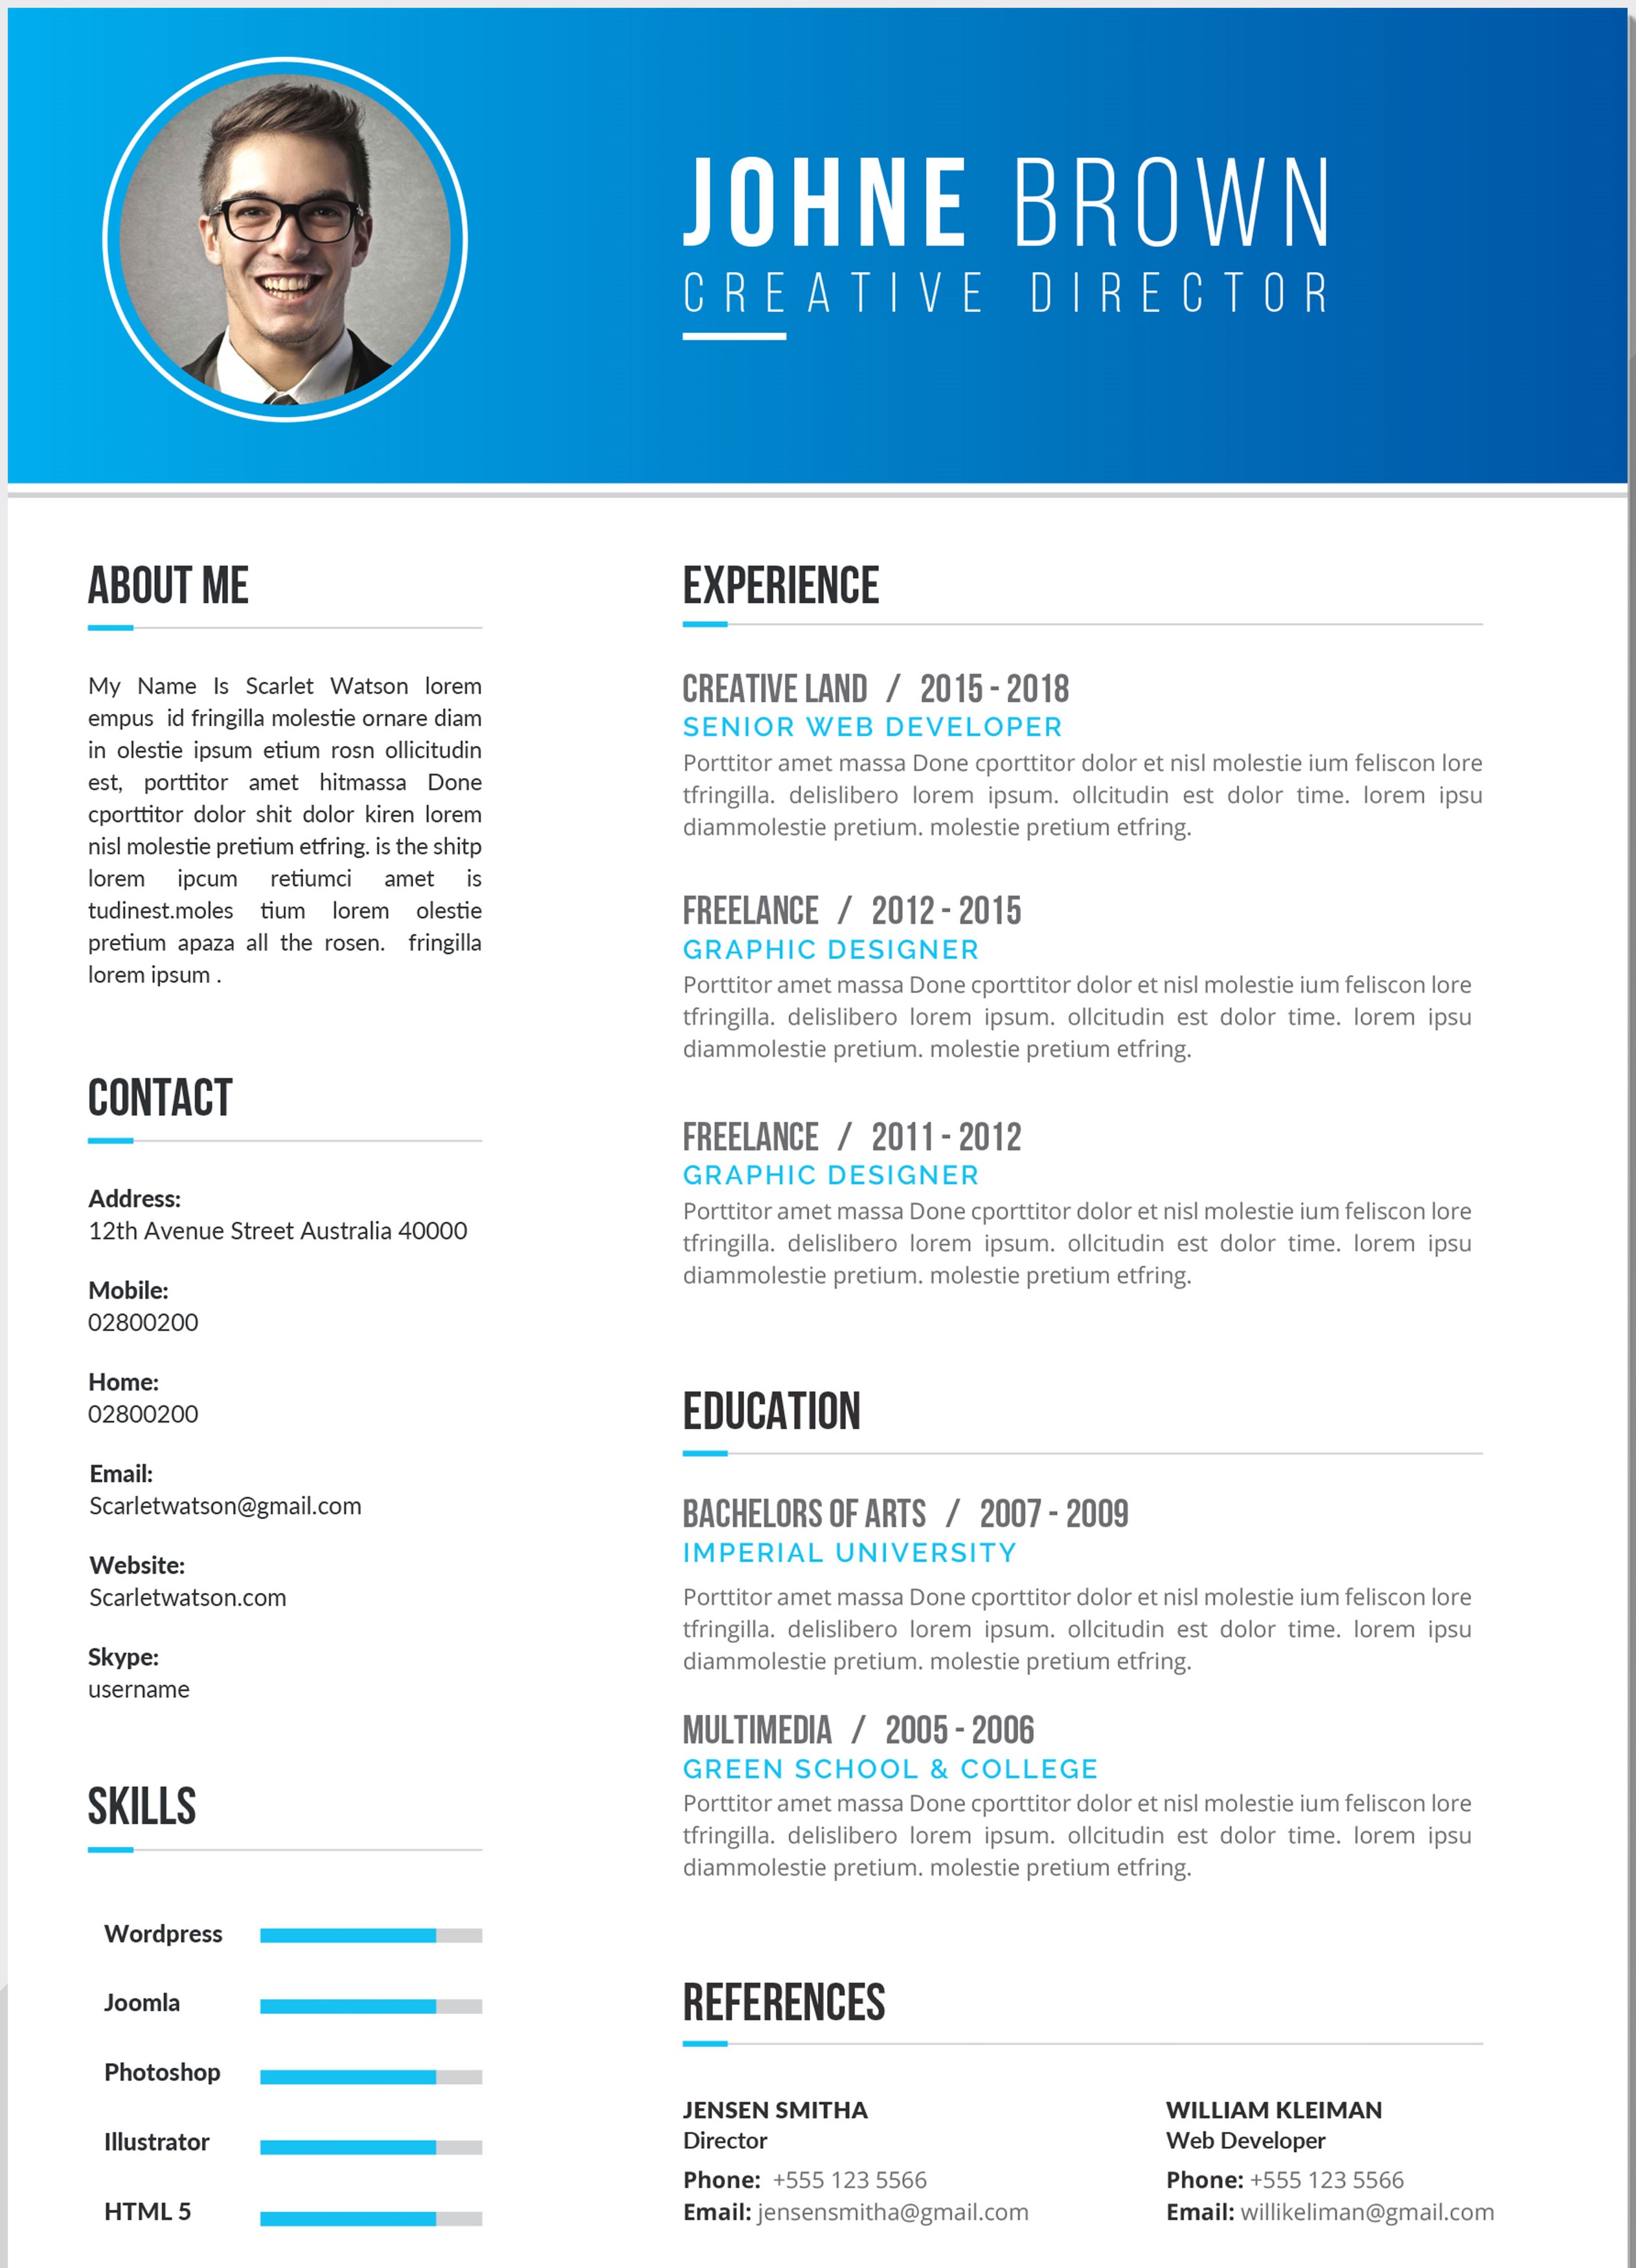 JOHNE BROWN
CREATIVE DIRECTOR
ABOUT ME
My Name Is Scarlet Watson lorem
empus id fringilla molestie ornare diam
in olestie ipsum etium rosn ollicitudin
est, porttitor amet hitmassa Done
cporttitor dolor shit dolor kiren lorem
nisl molestie pretium etfring. is the shitp
lorem ipcum retiumci amet is
tudinest.moles tium lorem olestie
pretium apaza all the rosen. fringilla
lorem ipsum .
CONTACT
Address:
12th Avenue Street Australia 40000
Mobile:
02800200
Home:
02800200
Email:
Scarletwatson@gmail.com
Website:
Scarletwatson.com
Skype:
username
SKILLS
Wordpress
Joomla
Photoshop
Illustrator
HTML 5
EXPERIENCE
CREATIVE LAND / 2015 - 2018
SENIOR WEB DEVELOPER
Porttitor amet massa Done cporttitor dolor et nisl molestie ium feliscon lore
tfringilla. delislibero lorem ipsum. ollcitudin est dolor time. lorem ipsu
diammolestie pretium. molestie pretium etfring.
FREELANCE / 2012 - 2015
GRAPHIC DESIGNER
Porttitor amet massa Done cporttitor dolor et nisl molestie ium feliscon lore
tfringilla. delislibero lorem ipsum. ollcitudin est dolor time. lorem ipsu
diammolestie pretium. molestie pretium etfring.
FREELANCE / 2011 - 2012
GRAPHIC DESIGNER
Porttitor amet massa Done cporttitor dolor et nisl molestie ium feliscon lore
tfringilla. delislibero lorem ipsum. ollcitudin est dolor time. lorem ipsu
diammolestie pretium. molestie pretium etfring.
EDUCATION
BACHELORS OF ARTS / 2007 - 2009
IMPERIAL UNIVERSITY
Porttitor amet massa Done cporttitor dolor et nisl molestie ium feliscon lore
tfringilla. delislibero lorem ipsum. ollcitudin est dolor time. lorem ipsu
diammolestie pretium. molestie pretium etfring.
MULTIMEDIA / 2005 - 2006
GREEN SCHOOL & COLLEGE
Porttitor amet massa Done cporttitor dolor et nisl molestie ium feliscon lore
tfringilla. delislibero lorem ipsum. ollcitudin est dolor time. lorem ipsu
diammolestie pretium. molestie pretium etfring.
REFERENCES
JENSEN SMITHA
Director
Phone: +555 123 5566
Email: jensensmitha@gmail.com
WILLIAM KLEIMAN
Web Developer
Phone: +555 123 5566
Email: willikeliman@gmail.com